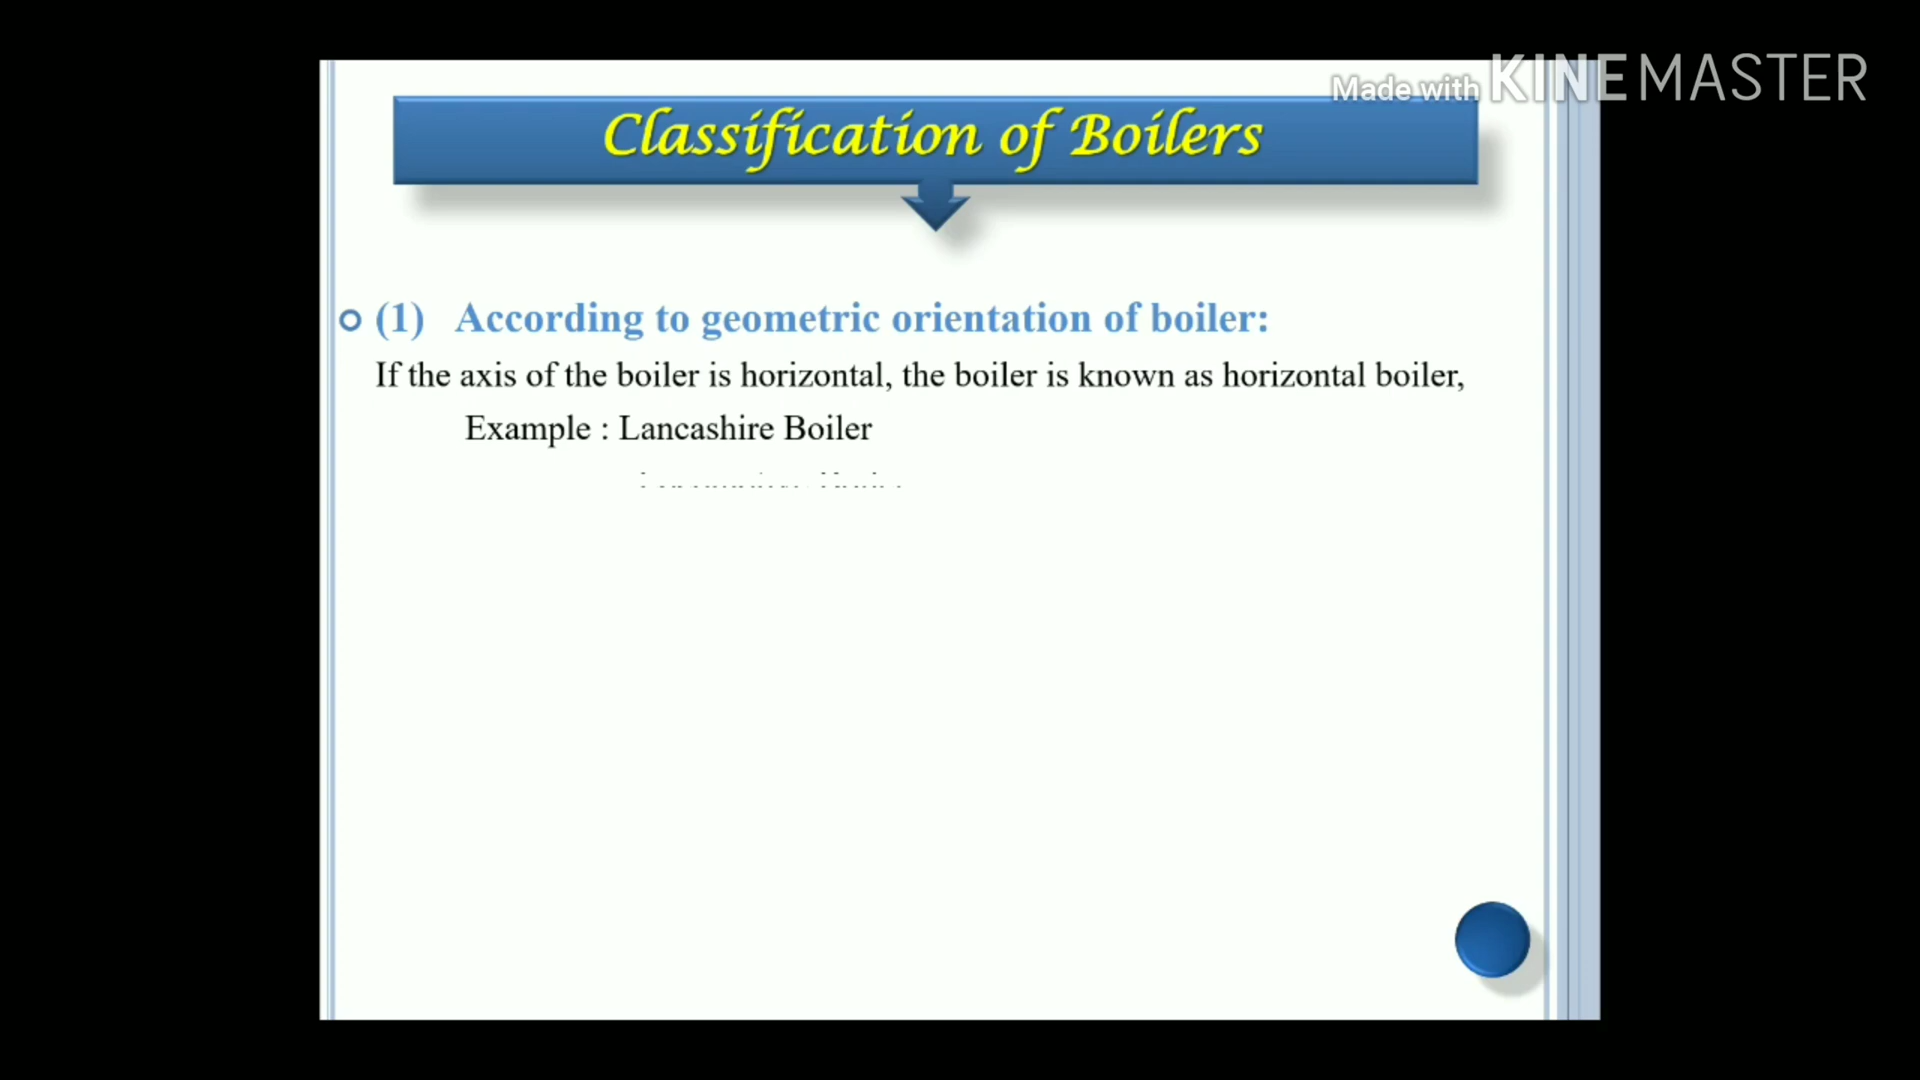 Made with KINEMASTER
Classification of Boilers
(1) According to geometric orientation of boiler:
If the axis of the boiler is horizontal, the boiler is known as horizontal boiler,
Example : Lancashire Boiler